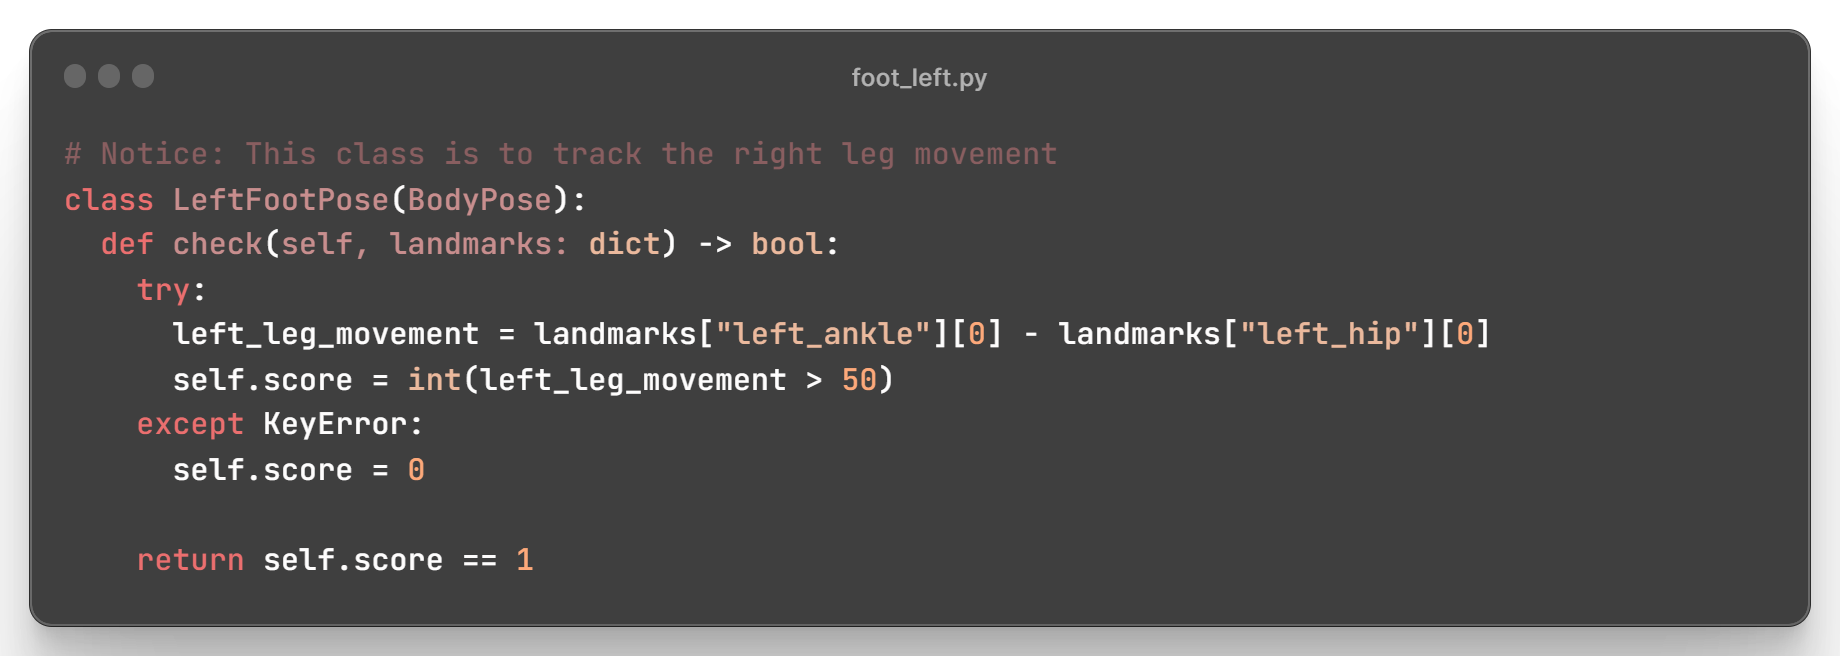 foot_left.py
# Notice: This class is to track the right leg movement
class LeftFootPose(BodyPose):
  def check(self, landmarks: dict) -> bool:
    try:
      left_leg_movement = landmarks["left_ankle"][0] - landmarks["left_hip"][0]
      self.score = int(left_leg_movement > 50)
    except KeyError:
      self.score = 0

    return self.score == 1